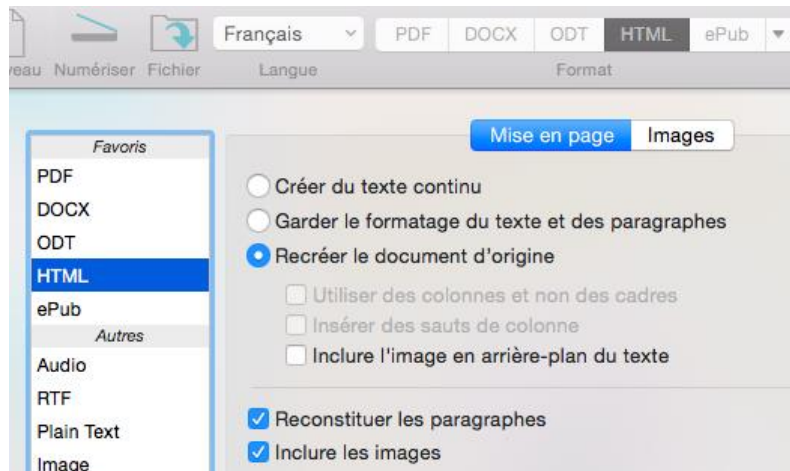 Français PDF DOCX ODT HTML ePub
Numériser Fichier Langue Format
Mise en page Images
Favoris
PDF
DOCX
ODT
HTML
ePub
Autres
Audio
RTF
Plain Text
Image
Créer du texte continu
Garder le formatage du texte et des paragraphes
Recréer le document d'origine
Utiliser des colonnes et non des cadres
Insérer des sauts de colonne
Inclure l'image en arrière-plan du texte
Reconstituer les paragraphes
Inclure les images